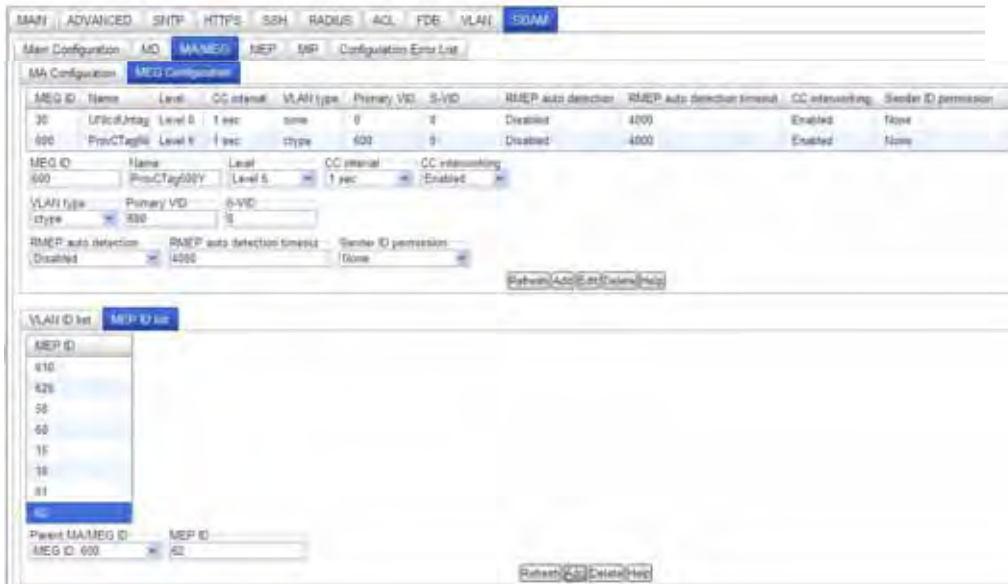 MAIN ADVANCED SNTP HTTPS SSH RADIUS ACL FDB VLAN SOAM
Main Configuration MD MA/MEG MEP MIP Configuration Error List
MA Configuration MEG Configuration
MEG ID Name Level CC interval VLAN type Primary VID S-VID RMEP auto detection RMEP auto detection timeout CC interworking Sender ID permission
30 Level 0 1 sec none 0 0 Disabled 4000 Enabled None
600 Level 6 1 sec ctype 600 0 Disabled 4000 Enabled None
MEG ID Name Level CC interval CC interworking
600 ProvCTag600Y Level 6 1 sec Enabled
VLAN type Primary VID S-VID
ctype 600 0
RMEP auto detection RMEP auto detection timeout Sender ID permission
Disabled 4000 None
Refresh Add Edit Delete Help
VLAN ID list MEP ID list
MEP ID
610
620
50
60
15
61
62
Parent MA/MEG ID MEP ID
MEG ID: 600 62
Refresh Add Delete Help